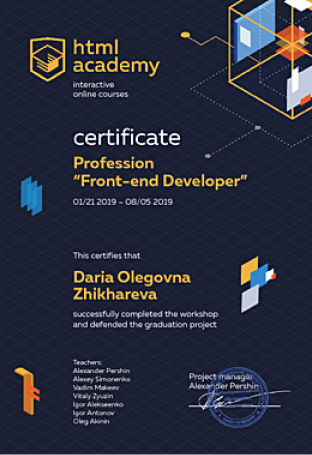 html
academy
interactive
online courses
certificate
Profession
“Front-end Developer”
01/21 2019 – 08/05 2019
This certifies that
Daria Olegovna
Zhikhareva
successfully completed the workshop
and defended the graduation project
Teachers:
Alexander Pershin
Alexey Simonenko
Vadim Makeev
Vitaly Zyuzin
Igor Alekseenko
Igor Antonov
Oleg Akinin
Project manager
Alexander Pershin